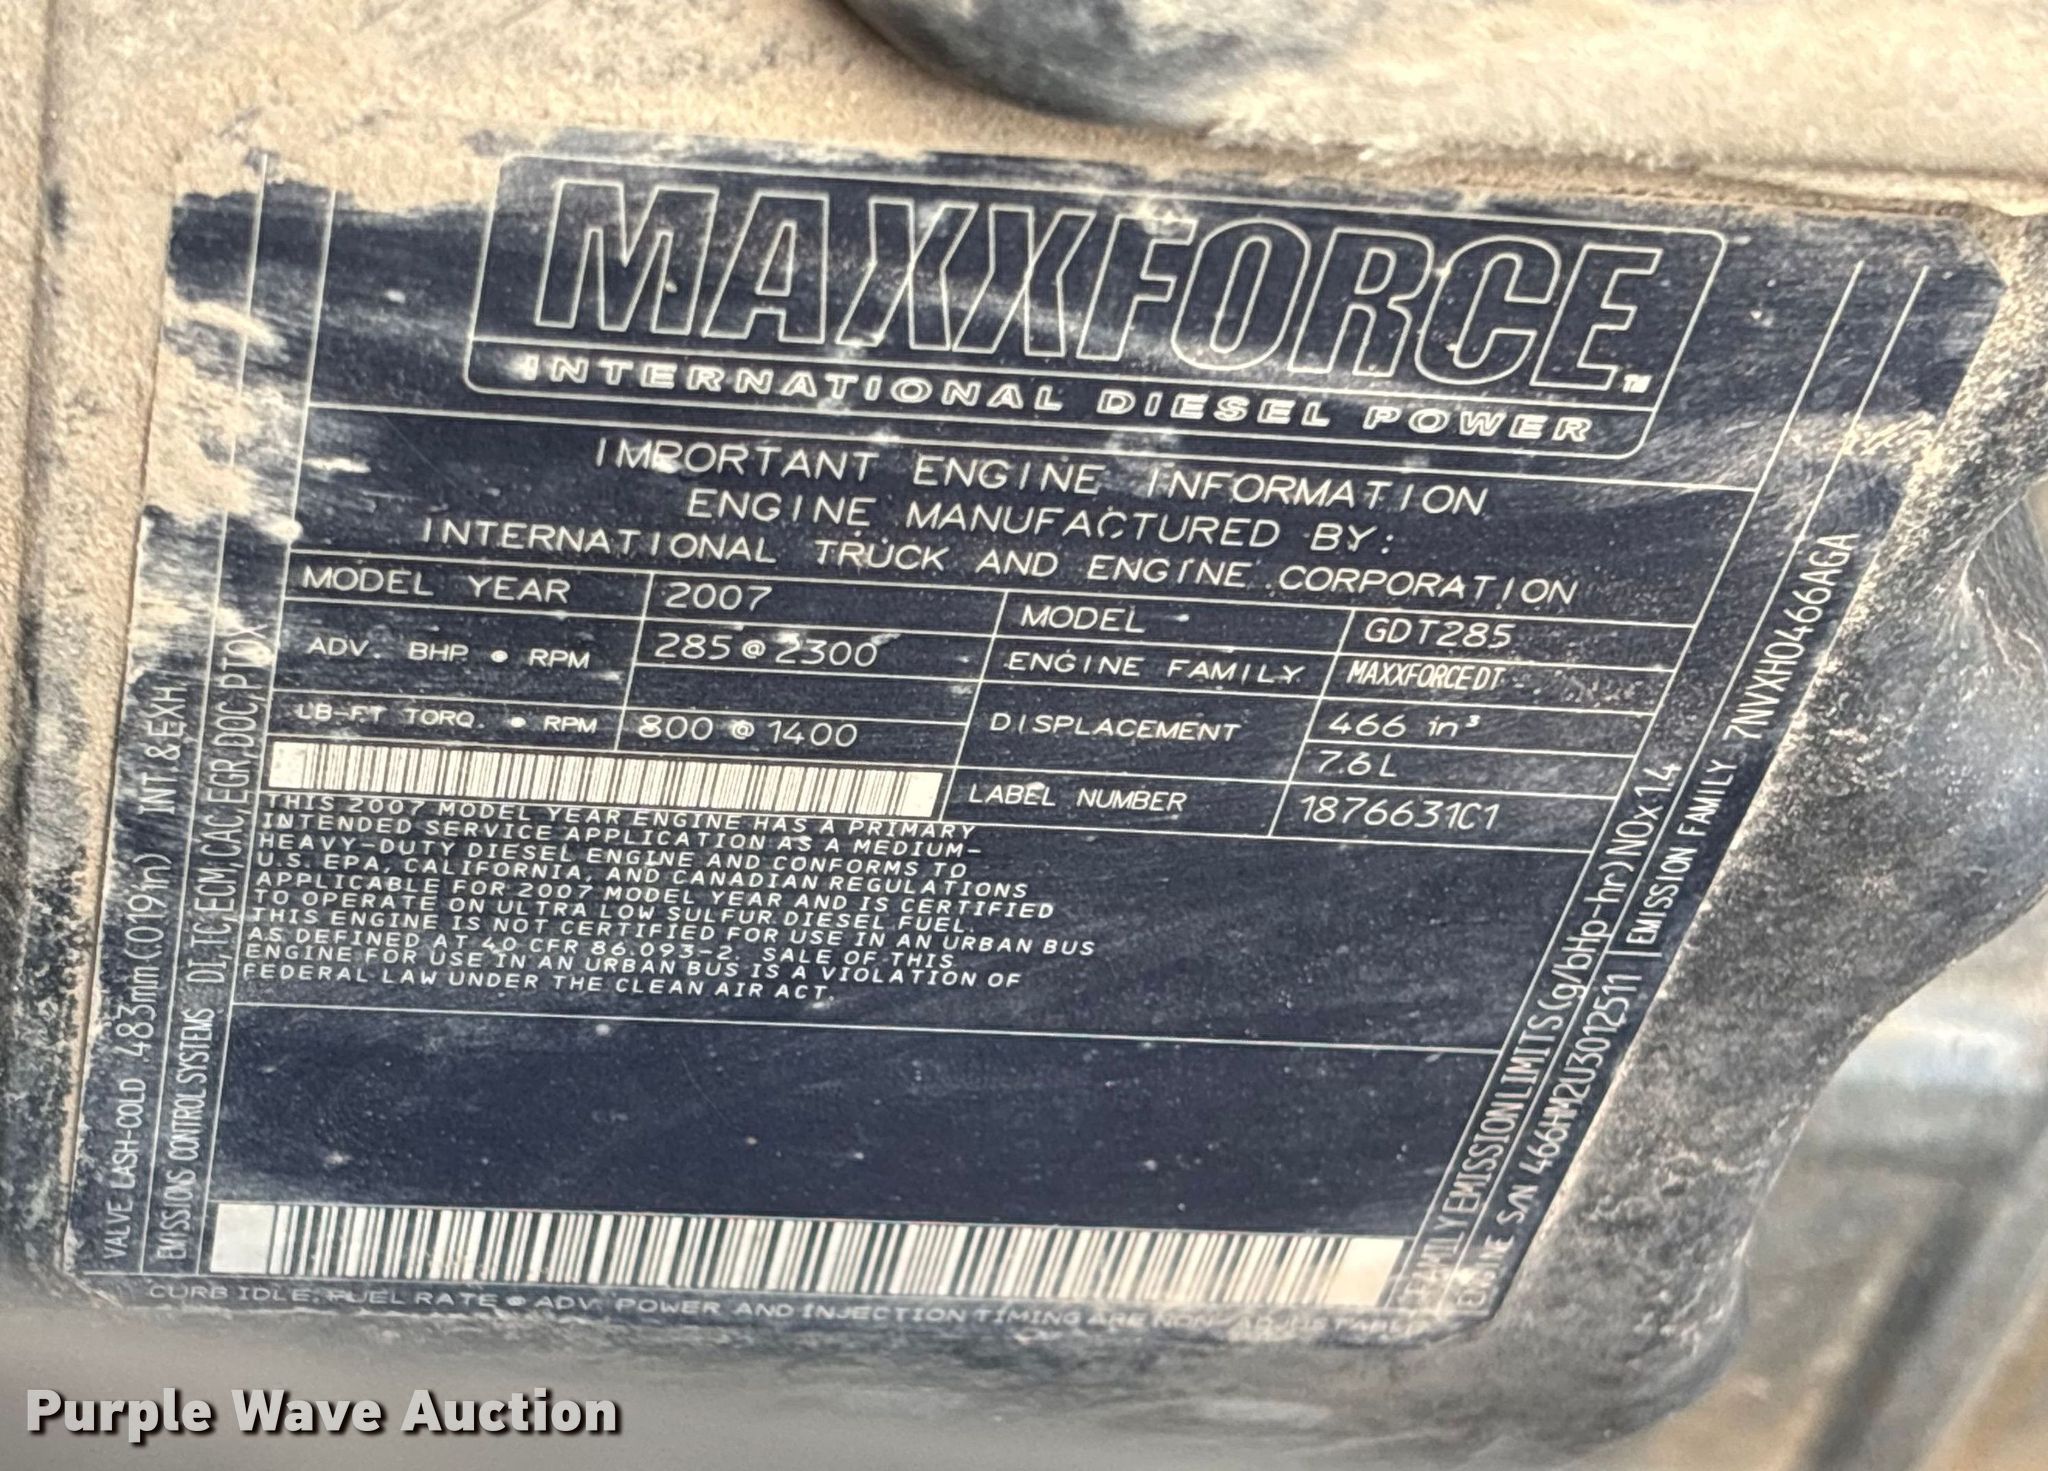 MAXXFORCE™
INTERNATIONAL DIESEL POWER
IMPORTANT ENGINE INFORMATION
ENGINE MANUFACTURED BY:
INTERNATIONAL TRUCK AND ENGINE CORPORATION
MODEL YEAR 2007 MODEL GDT285
ADV. BHP @ RPM 285 @ 2300 ENGINE FAMILY MAXXFORCE DT
LB-FT TORQ. @ RPM 800 @ 1400 DISPLACEMENT 466 in³
7.6 L
LABEL NUMBER 1876631C1
THIS 2007 MODEL YEAR ENGINE HAS A PRIMARY
INTENDED SERVICE APPLICATION AS A MEDIUM-
HEAVY-DUTY DIESEL ENGINE AND CONFORMS TO
U.S. EPA, CALIFORNIA, AND CANADIAN REGULATIONS
APPLICABLE FOR 2007 MODEL YEAR AND IS CERTIFIED
TO OPERATE ON ULTRA LOW SULFUR DIESEL FUEL.
THIS ENGINE IS NOT CERTIFIED FOR USE IN AN URBAN BUS
AS DEFINED AT 40 CFR 86.093-2. SALE OF THIS
ENGINE FOR USE IN AN URBAN BUS IS A VIOLATION OF
FEDERAL LAW UNDER THE CLEAN AIR ACT.
VALVE LASH-COLD .483mm (.019in) INT. & EXH
EMISSIONS CONTROL SYSTEMS DI, TC, ECM, CAC, EGR, DOC, PTOX
FAMILY EMISSION LIMITS (g/bHp-hr) NOx 1.4
ENGINE S/N 466HM2U3012511 EMISSION FAMILY 7NVXH0466AGA
CURB IDLE, FUEL RATE @ ADV. POWER AND INJECTION TIMING ARE NON-ADJUSTABLE
Purple Wave Auction